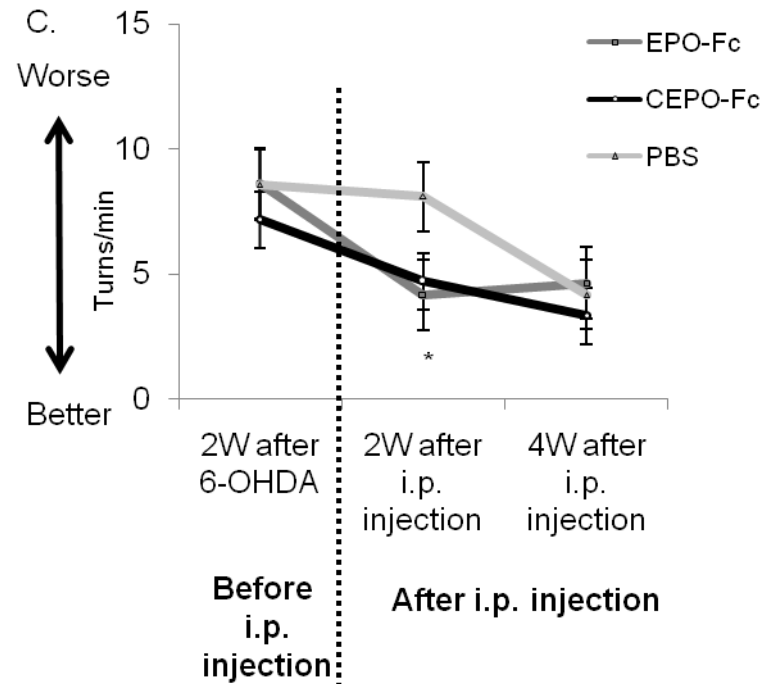 C.
Worse
Better
Turns/min
15
10
5
0
EPO-Fc
CEPO-Fc
PBS
*
2W after
6-OHDA
2W after
i.p.
injection
4W after
i.p.
injection
Before
i.p.
injection
After i.p. injection